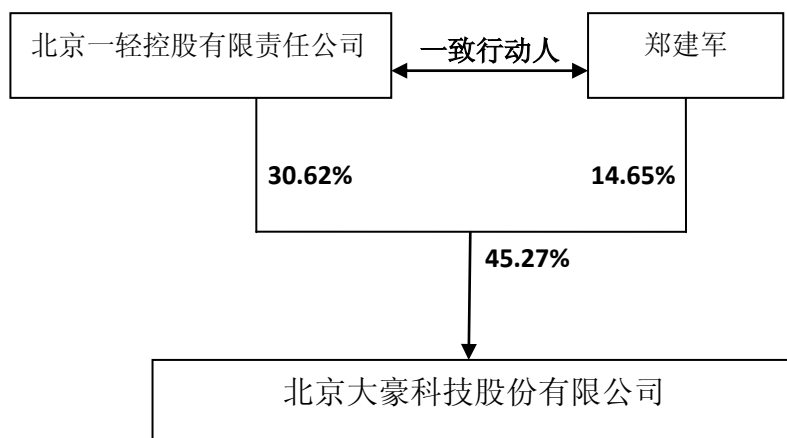 北京一轻控股有限责任公司
一致行动人
郑建军
30.62%
14.65%
45.27%
北京大豪科技股份有限公司